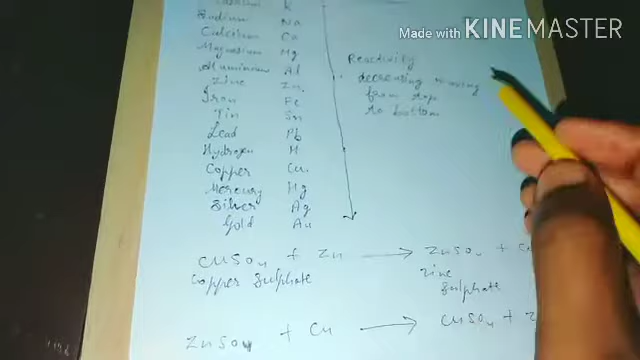 Made with KINEMASTER
K
Sodium Na
Calcium Ca
Magnesium Mg
Aluminium Al
Zinc Zn
Iron Fe
Tin Sn
Lead Pb
Hydrogen H
Copper Cu
Mercury Hg
Silver Ag
Gold Au
Reactivity
decreasing moving
from top
to bottom
CuSO4 + Zn → ZnSO4 +
Copper Sulphate Zinc
Sulphate
ZnSO4 + Cu → CuSO4 +